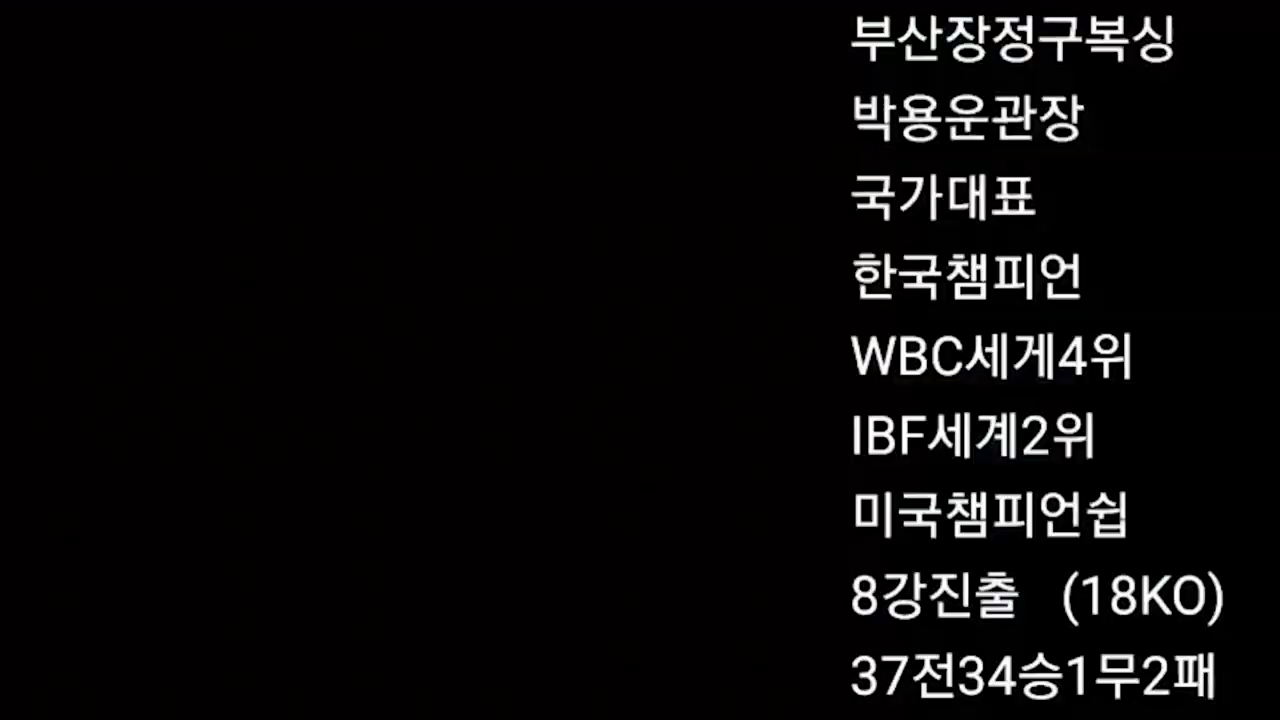 부산장정구복싱
박용운관장
국가대표
한국챔피언
WBC세게4위
IBF세계2위
미국챔피언쉽
8강진출 (18KO)
37전34승1무2패